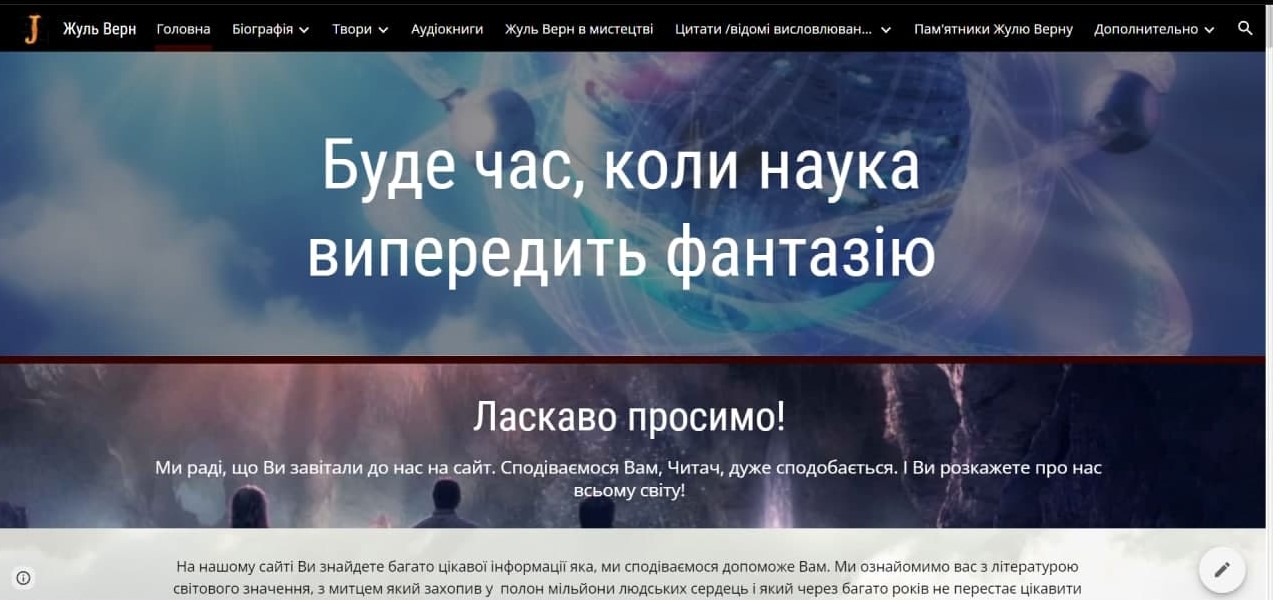 J Жуль Верн Головна Біографія Твори Аудіокниги Жуль Верн в мистецтві Цитати /відомі висловлюван... Пам'ятники Жулю Верну Дополнительно
Буде час, коли наука
випередить фантазію
Ласкаво просимо!
Ми раді, що Ви завітали до нас на сайт. Сподіваємося Вам, Читач, дуже сподобається. І Ви розкажете про нас
всьому світу!
На нашому сайті Ви знайдете багато цікавої інформації яка, ми сподіваємося допоможе Вам. Ми ознайомимо вас з літературою
світового значення, з митцем який захопив у полон мільйони людських сердець і який через багато років не перестає цікавити